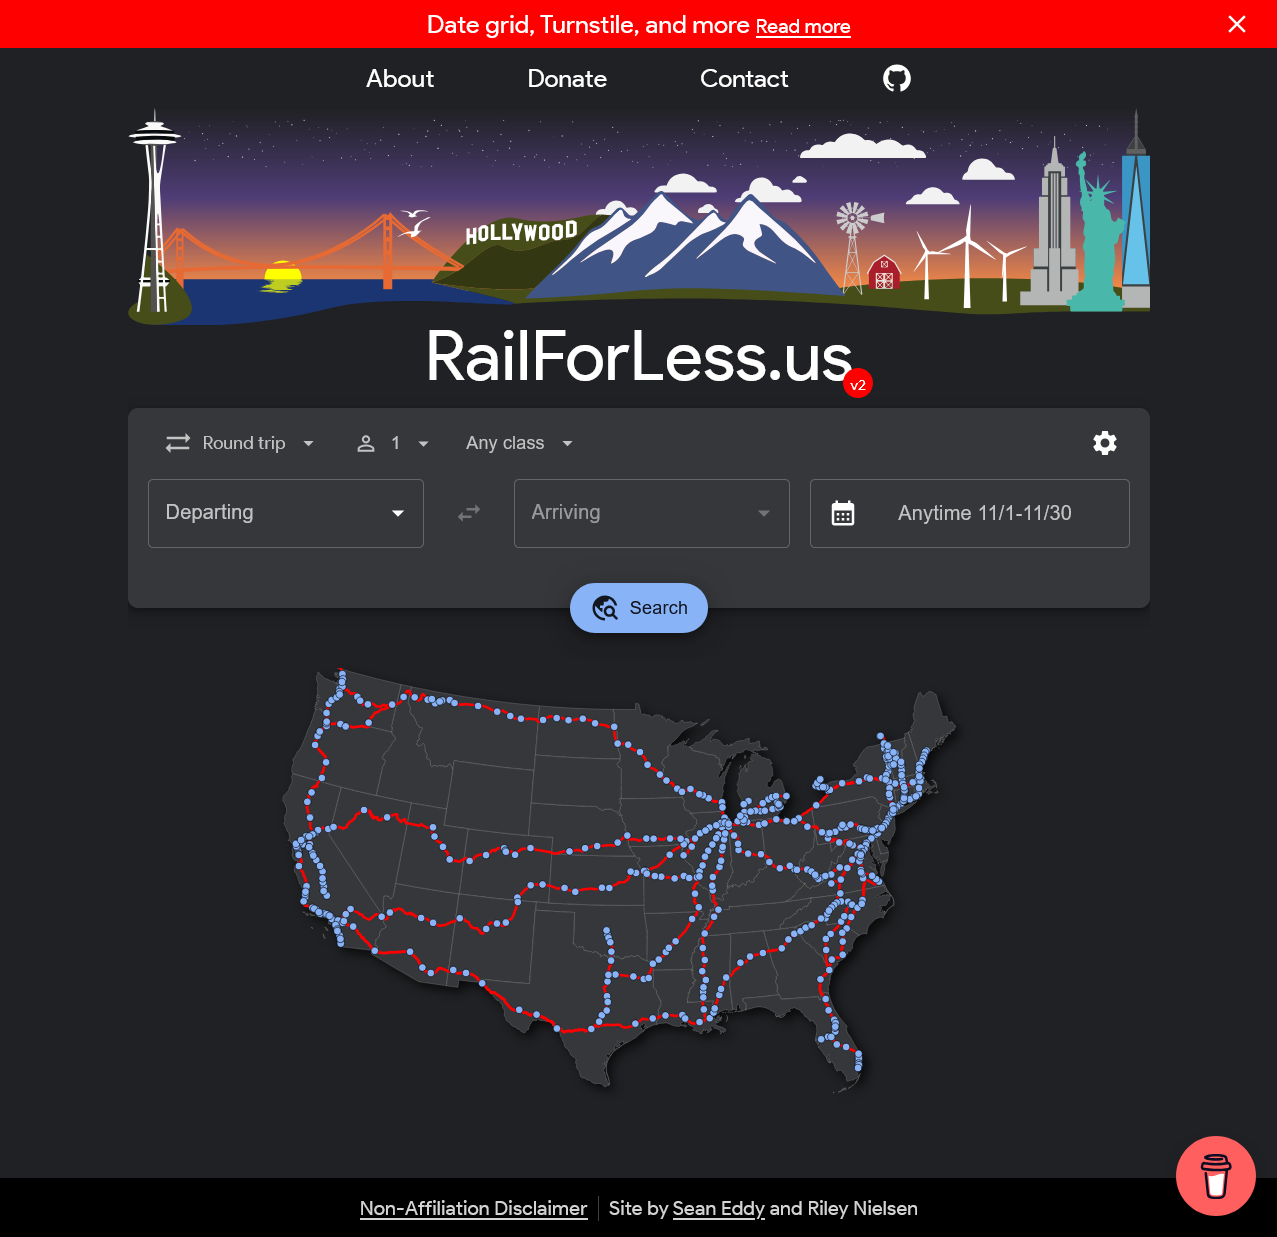 Date grid, Turnstile, and more Read more
About Donate Contact
HOLLYWOOD
RailForLess.us
v2
Round trip 1 Any class
Departing Arriving Anytime 11/1-11/30
Search
Non-Affiliation Disclaimer Site by Sean Eddy and Riley Nielsen